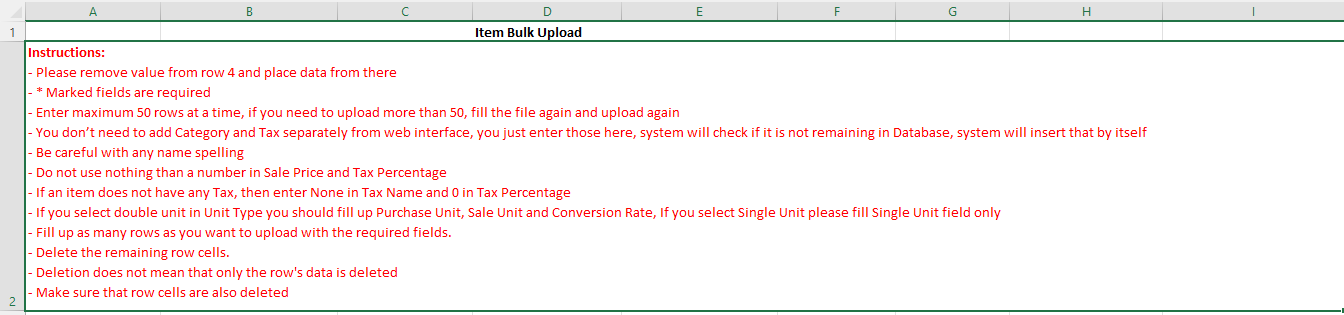 A B C D E F G H I
1 Item Bulk Upload
Instructions:
- Please remove value from row 4 and place data from there
- * Marked fields are required
- Enter maximum 50 rows at a time, if you need to upload more than 50, fill the file again and upload again
- You don’t need to add Category and Tax separately from web interface, you just enter those here, system will check if it is not remaining in Database, system will insert that by itself
- Be careful with any name spelling
- Do not use nothing than a number in Sale Price and Tax Percentage
- If an item does not have any Tax, then enter None in Tax Name and 0 in Tax Percentage
- If you select double unit in Unit Type you should fill up Purchase Unit, Sale Unit and Conversion Rate, If you select Single Unit please fill Single Unit field only
- Fill up as many rows as you want to upload with the required fields.
- Delete the remaining row cells.
- Deletion does not mean that only the row's data is deleted
2 - Make sure that row cells are also deleted